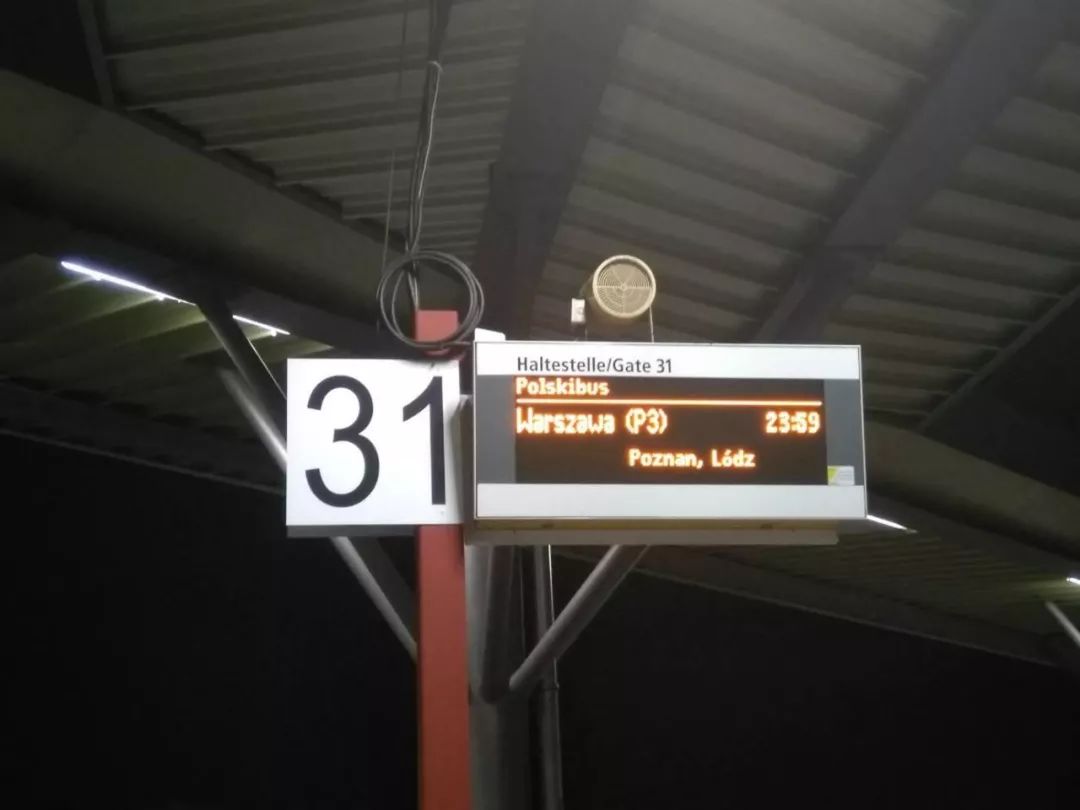 31
Haltestelle/Gate 31
Polskibus
Warszawa (P3) 23:59
Poznan, Lódz